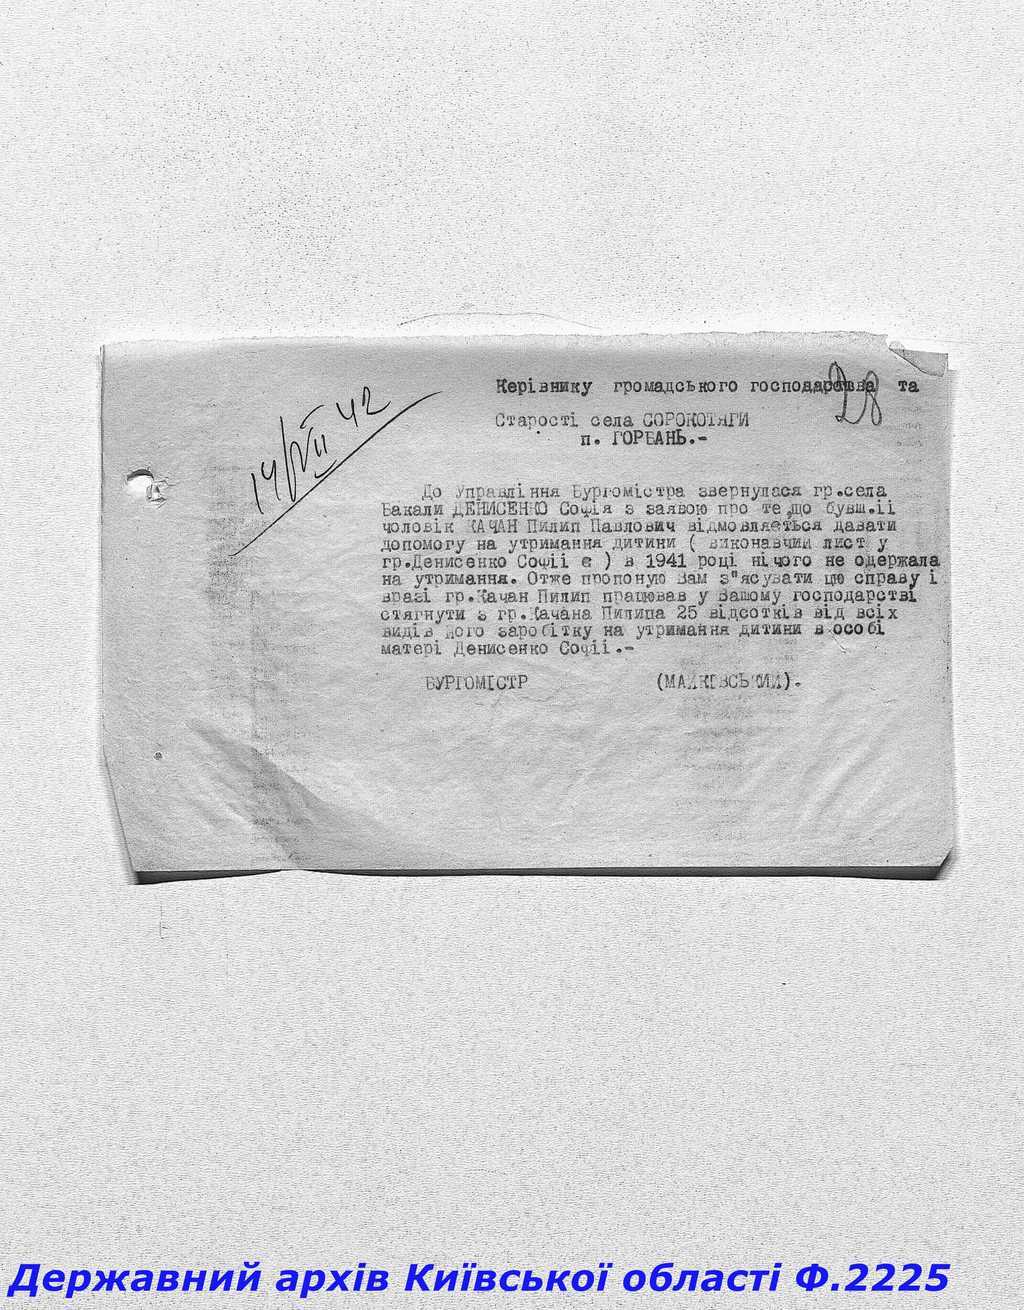 14/VII 42
28
Керівнику громадського господарства та
Старості села СОРОКОТЯГИ
п. ГОРБАНЬ.-
До Управління Бургомістра звернулася гр.села
Бакали ДЕНИСЕНКО Софія з заявою про те,що бувш.її
чоловік КАЧАН Пилип Павлович відмовляється давати
допомогу на утримання дитини ( виконавчий лист у
гр.Денисенко Софії є ) в 1941 році нічого не одержала
на утримання. Отже пропоную Вам з"ясувати цю справу і
вразі гр.Качан Пилип працював у Вашому господарстві
стягнути з гр.Качана Пилипа 25 відсотків від всіх
видів його заробітку на утримання дитини в особі
матері Денисенко Софії.-
БУРГОМІСТР (МАЙКІВСЬКИЙ).
Державний архів Київської області Ф.2225